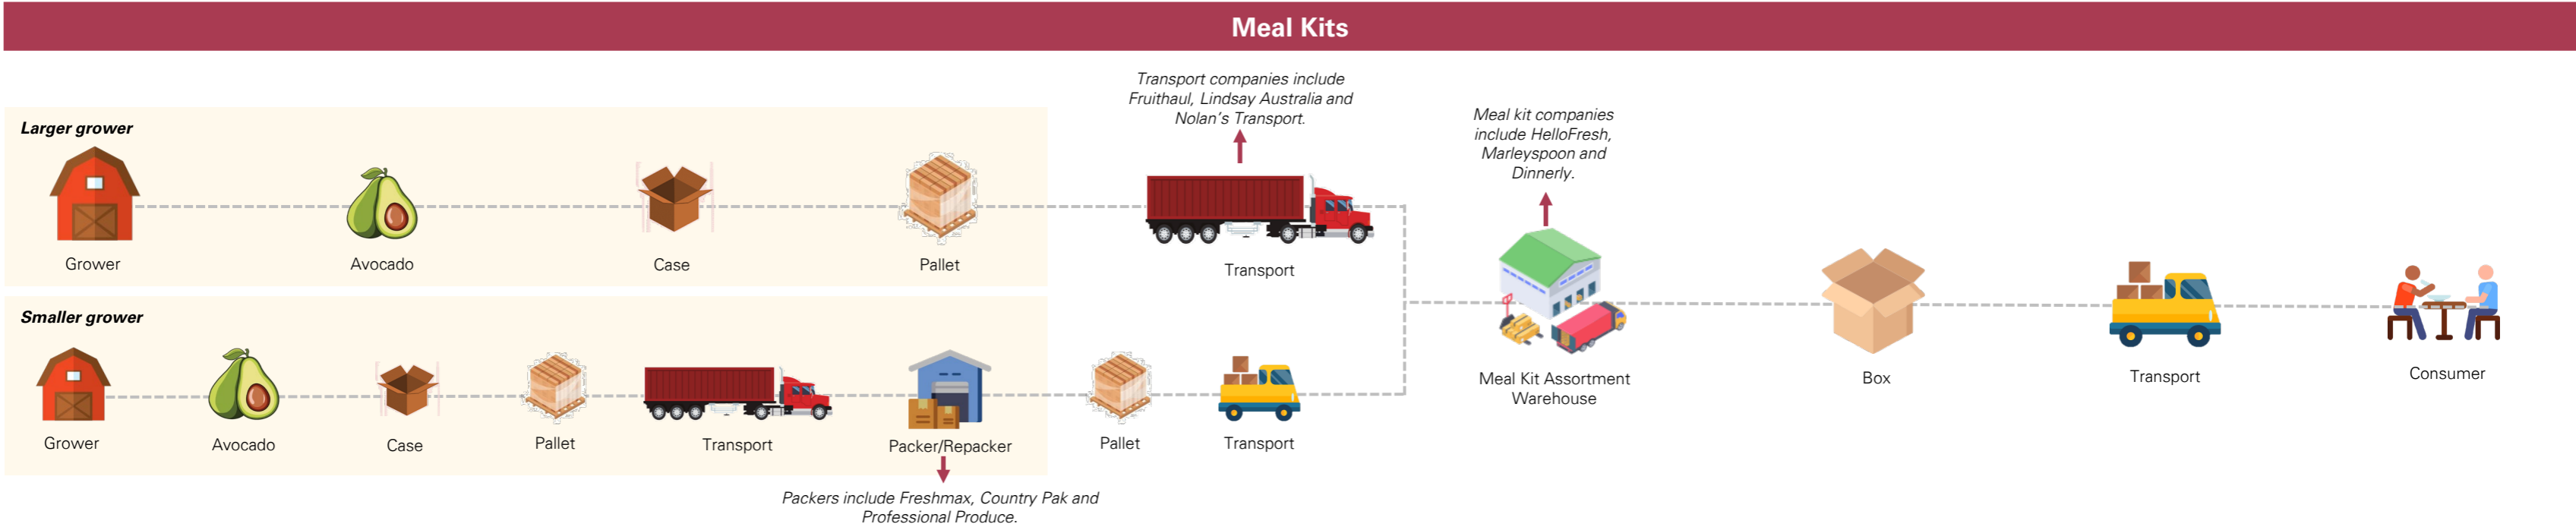 Meal Kits
Transport companies include
Fruithaul, Lindsay Australia and
Nolan's Transport.
Meal kit companies
include HelloFresh,
Marleyspoon and
Dinnerly.
Larger grower
Grower
Avocado
Case
Pallet
Transport
Smaller grower
Grower
Avocado
Case
Pallet
Transport
Packer/Repacker
Pallet
Transport
Meal Kit Assortment
Warehouse
Box
Transport
Consumer
Packers include Freshmax, Country Pak and
Professional Produce.